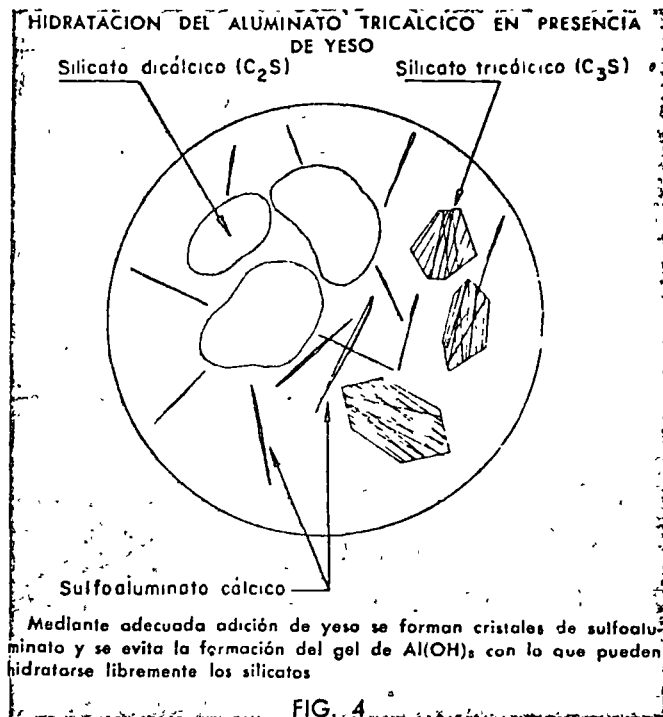 HIDRATACION DEL ALUMINATO TRICALCICO EN PRESENCIA
DE YESO
Silicato dicálcico (C₂S)
Silicato tricálcico (C₃S)
Sulfoaluminato cálcico
Mediante adecuada adición de yeso se forman cristales de sulfoalu-
minato y se evita la formación del gel de Al(OH)₃ con lo que pueden
hidratarse libremente los silicatos
FIG. 4